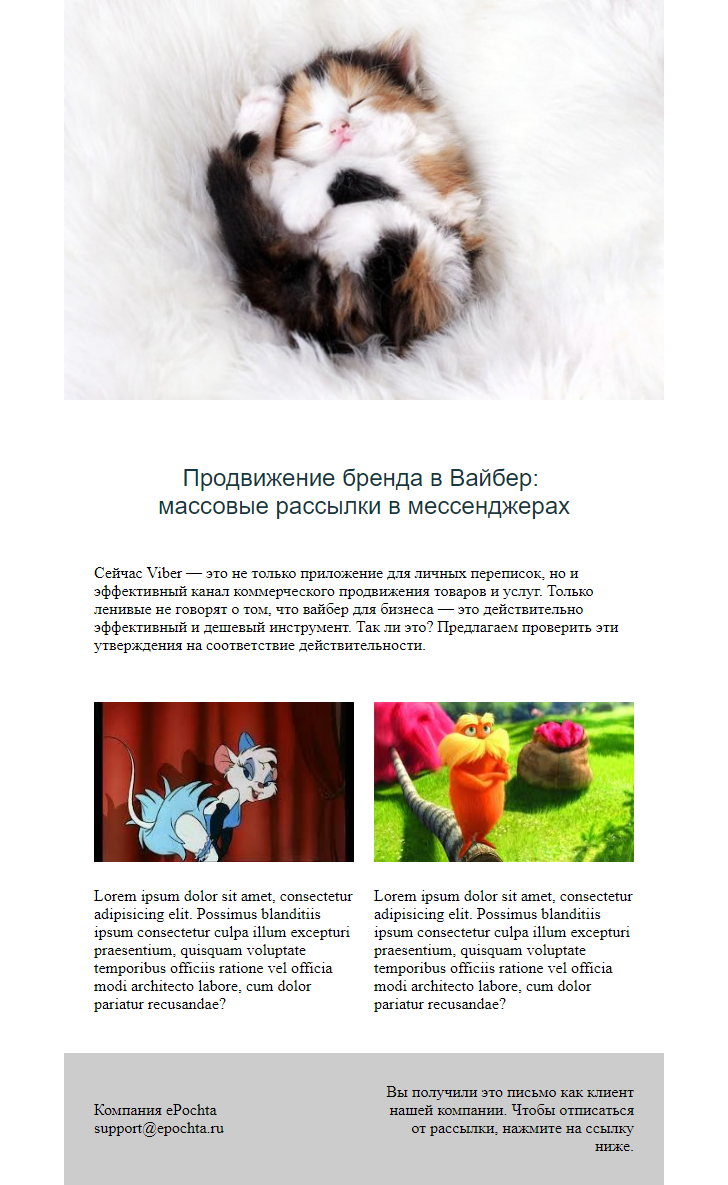 Продвижение бренда в Вайбер:
массовые рассылки в мессенджерах
Сейчас Viber — это не только приложение для личных переписок, но и
эффективный канал коммерческого продвижения товаров и услуг. Только
ленивые не говорят о том, что вайбер для бизнеса — это действительно
эффективный и дешевый инструмент. Так ли это? Предлагаем проверить эти
утверждения на соответствие действительности.
Lorem ipsum dolor sit amet, consectetur
adipisicing elit. Possimus blanditiis
ipsum consectetur culpa illum excepturi
praesentium, quisquam voluptate
temporibus officiis ratione vel officia
modi architecto labore, cum dolor
pariatur recusandae?
Lorem ipsum dolor sit amet, consectetur
adipisicing elit. Possimus blanditiis
ipsum consectetur culpa illum excepturi
praesentium, quisquam voluptate
temporibus officiis ratione vel officia
modi architecto labore, cum dolor
pariatur recusandae?
Компания ePochta
support@epochta.ru
Вы получили это письмо как клиент
нашей компании. Чтобы отписаться
от рассылки, нажмите на ссылку
ниже.